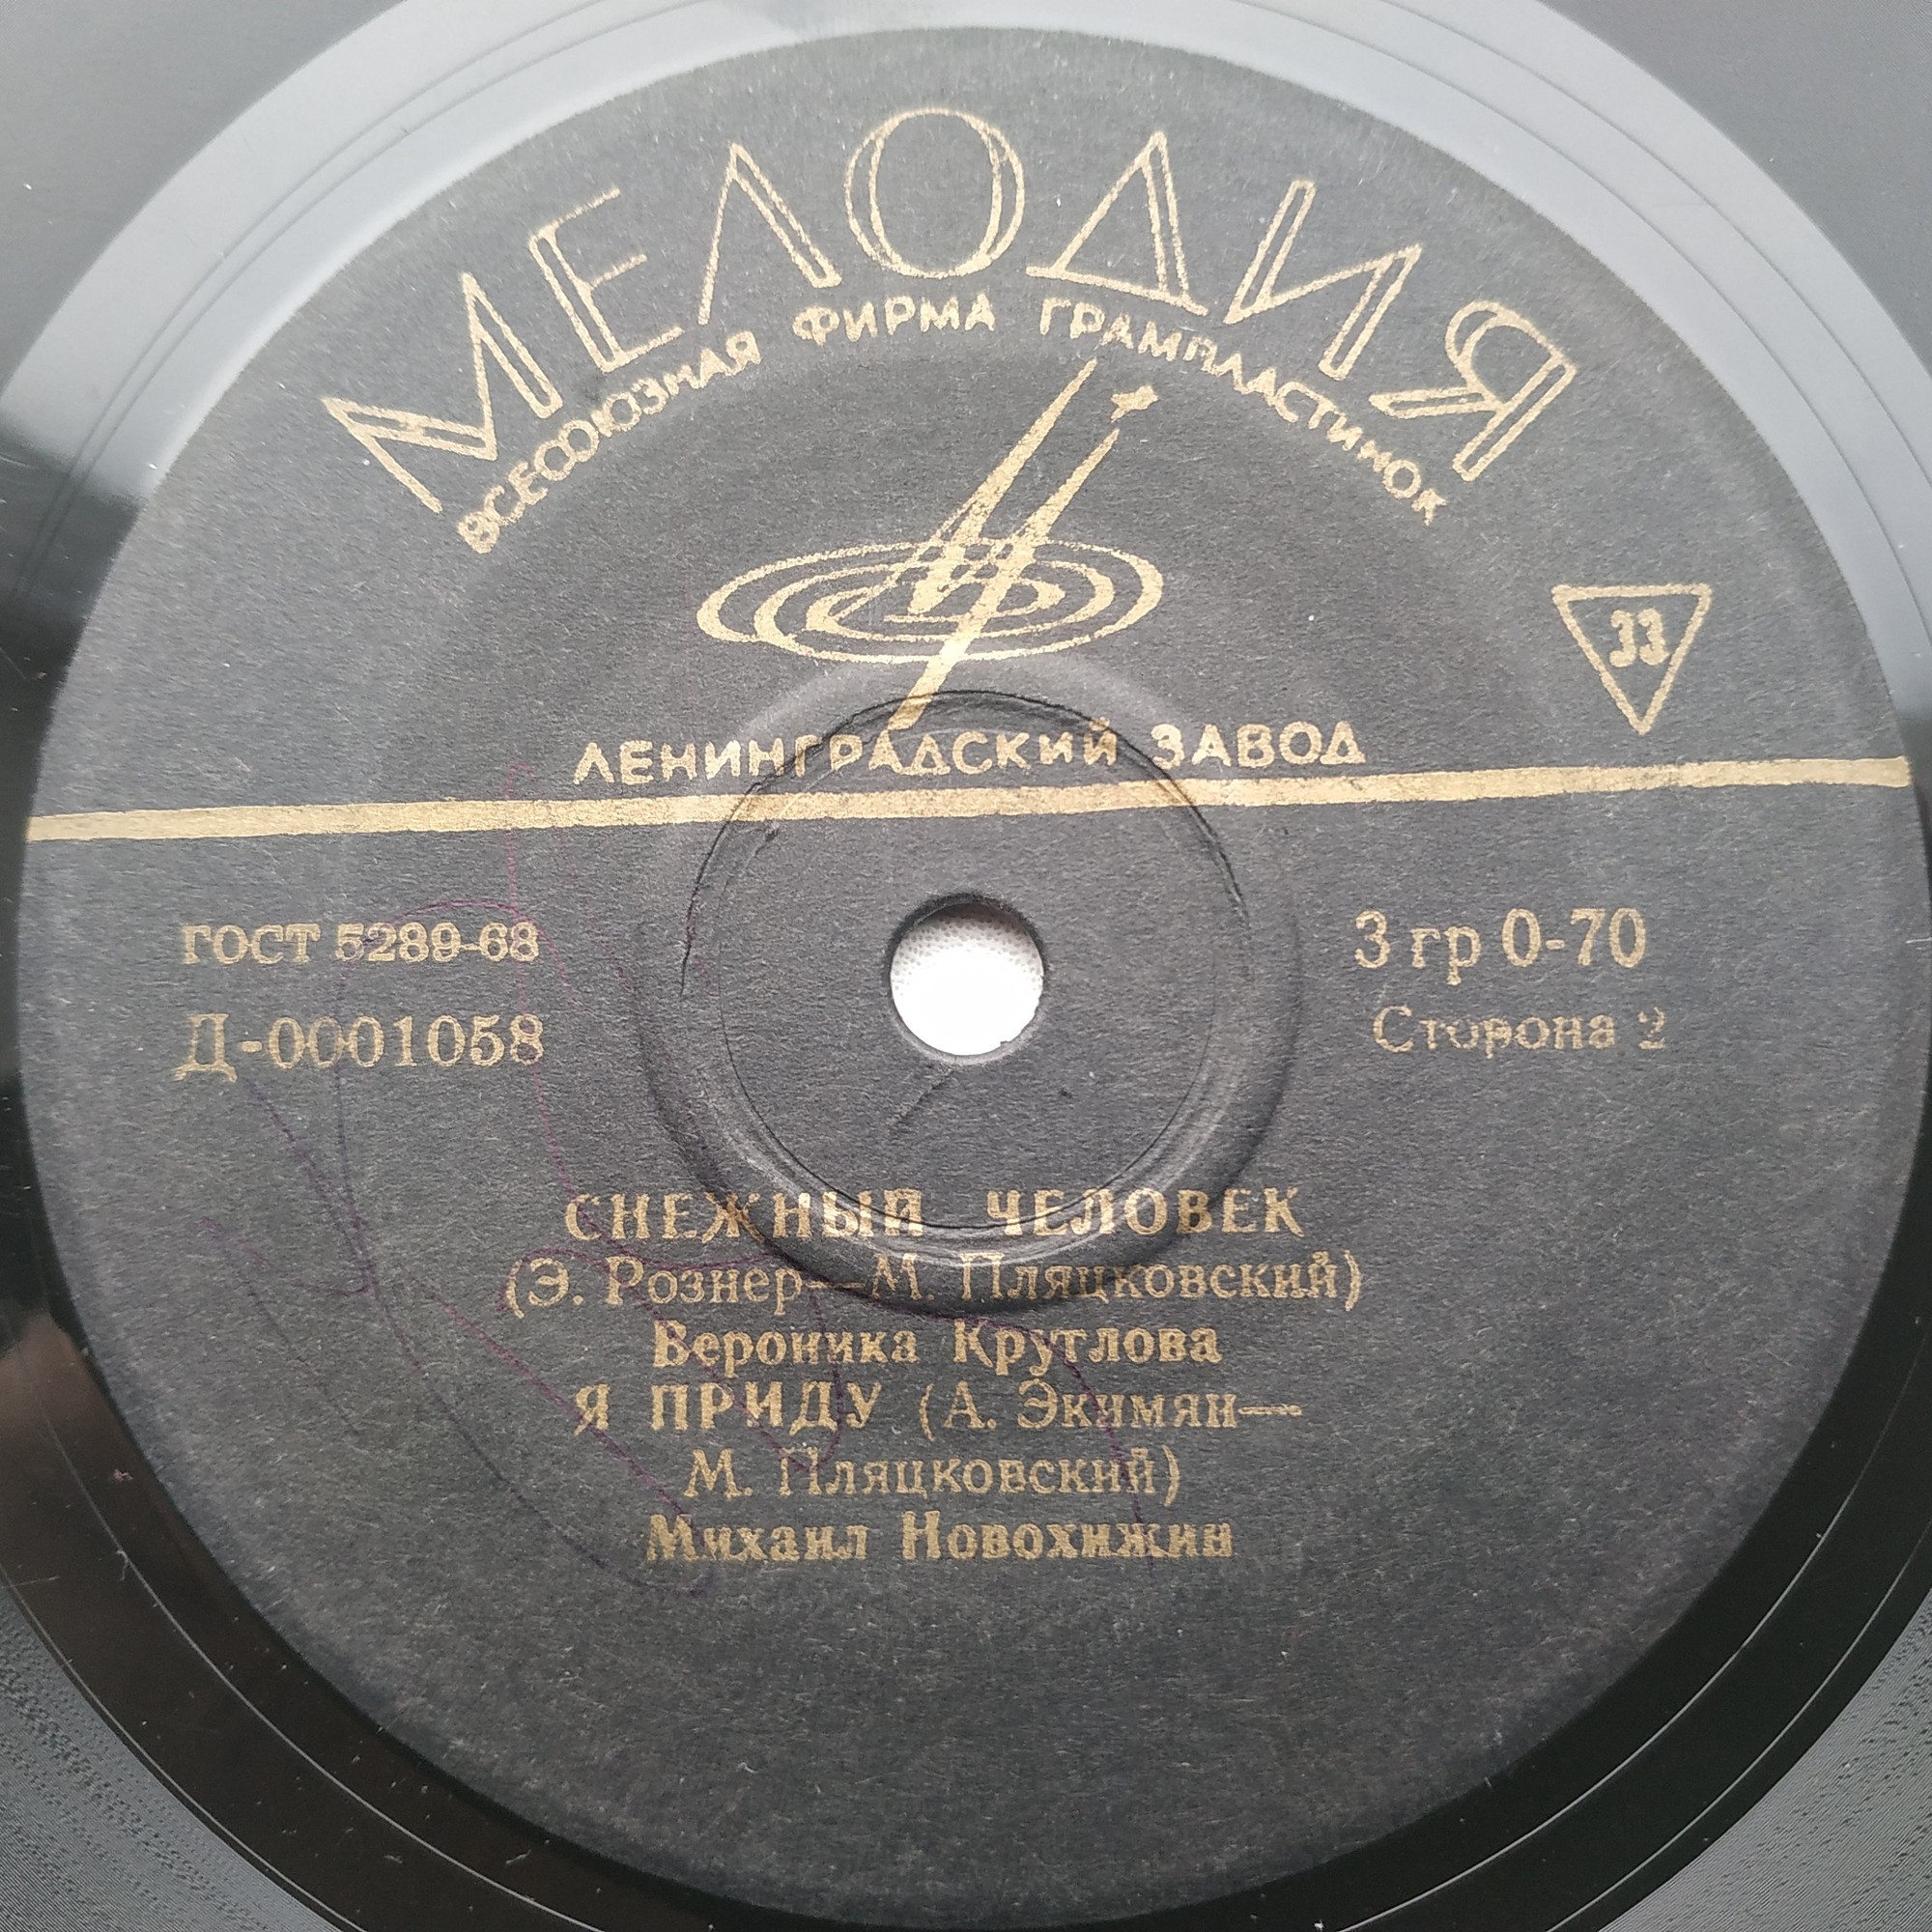 МЕЛОДИЯ
ВСЕСОЮЗНАЯ ФИРМА ГРАМПЛАСТИНОК
33
ЛЕНИНГРАДСКИЙ ЗАВОД
ГОСТ 5289-68
3 гр 0-70
Д-0001058
Сторона 2
СНЕЖНЫЙ ЧЕЛОВЕК
(Э. Рознер—М. Пляцковский)
Вероника Круглова
Я ПРИДУ (А. Экимян—
М. Пляцковский)
Михаил Новохижин